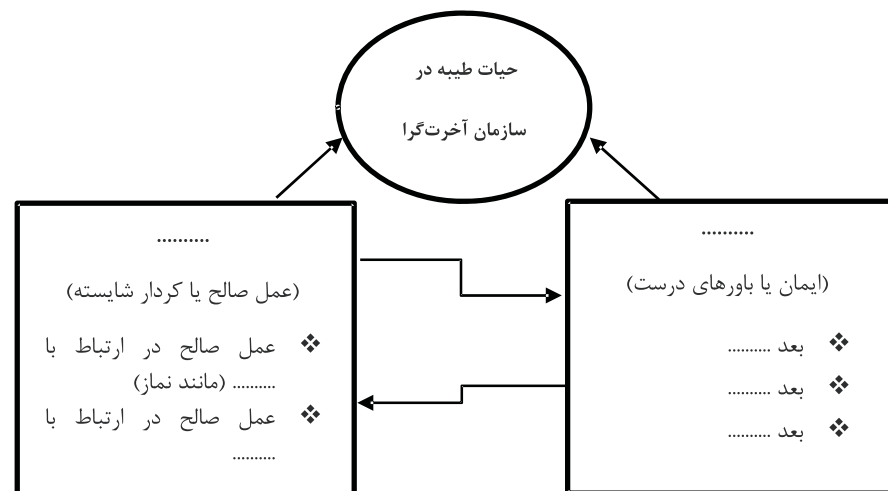 حیات طیبه در
سازمان آخرت‌گرا
..........
(ایمان یا باورهای درست)
❖ بعد ..........
❖ بعد ..........
❖ بعد ..........
..........
(عمل صالح یا کردار شایسته)
❖ عمل صالح در ارتباط با
.......... (مانند نماز)
❖ عمل صالح در ارتباط با
..........